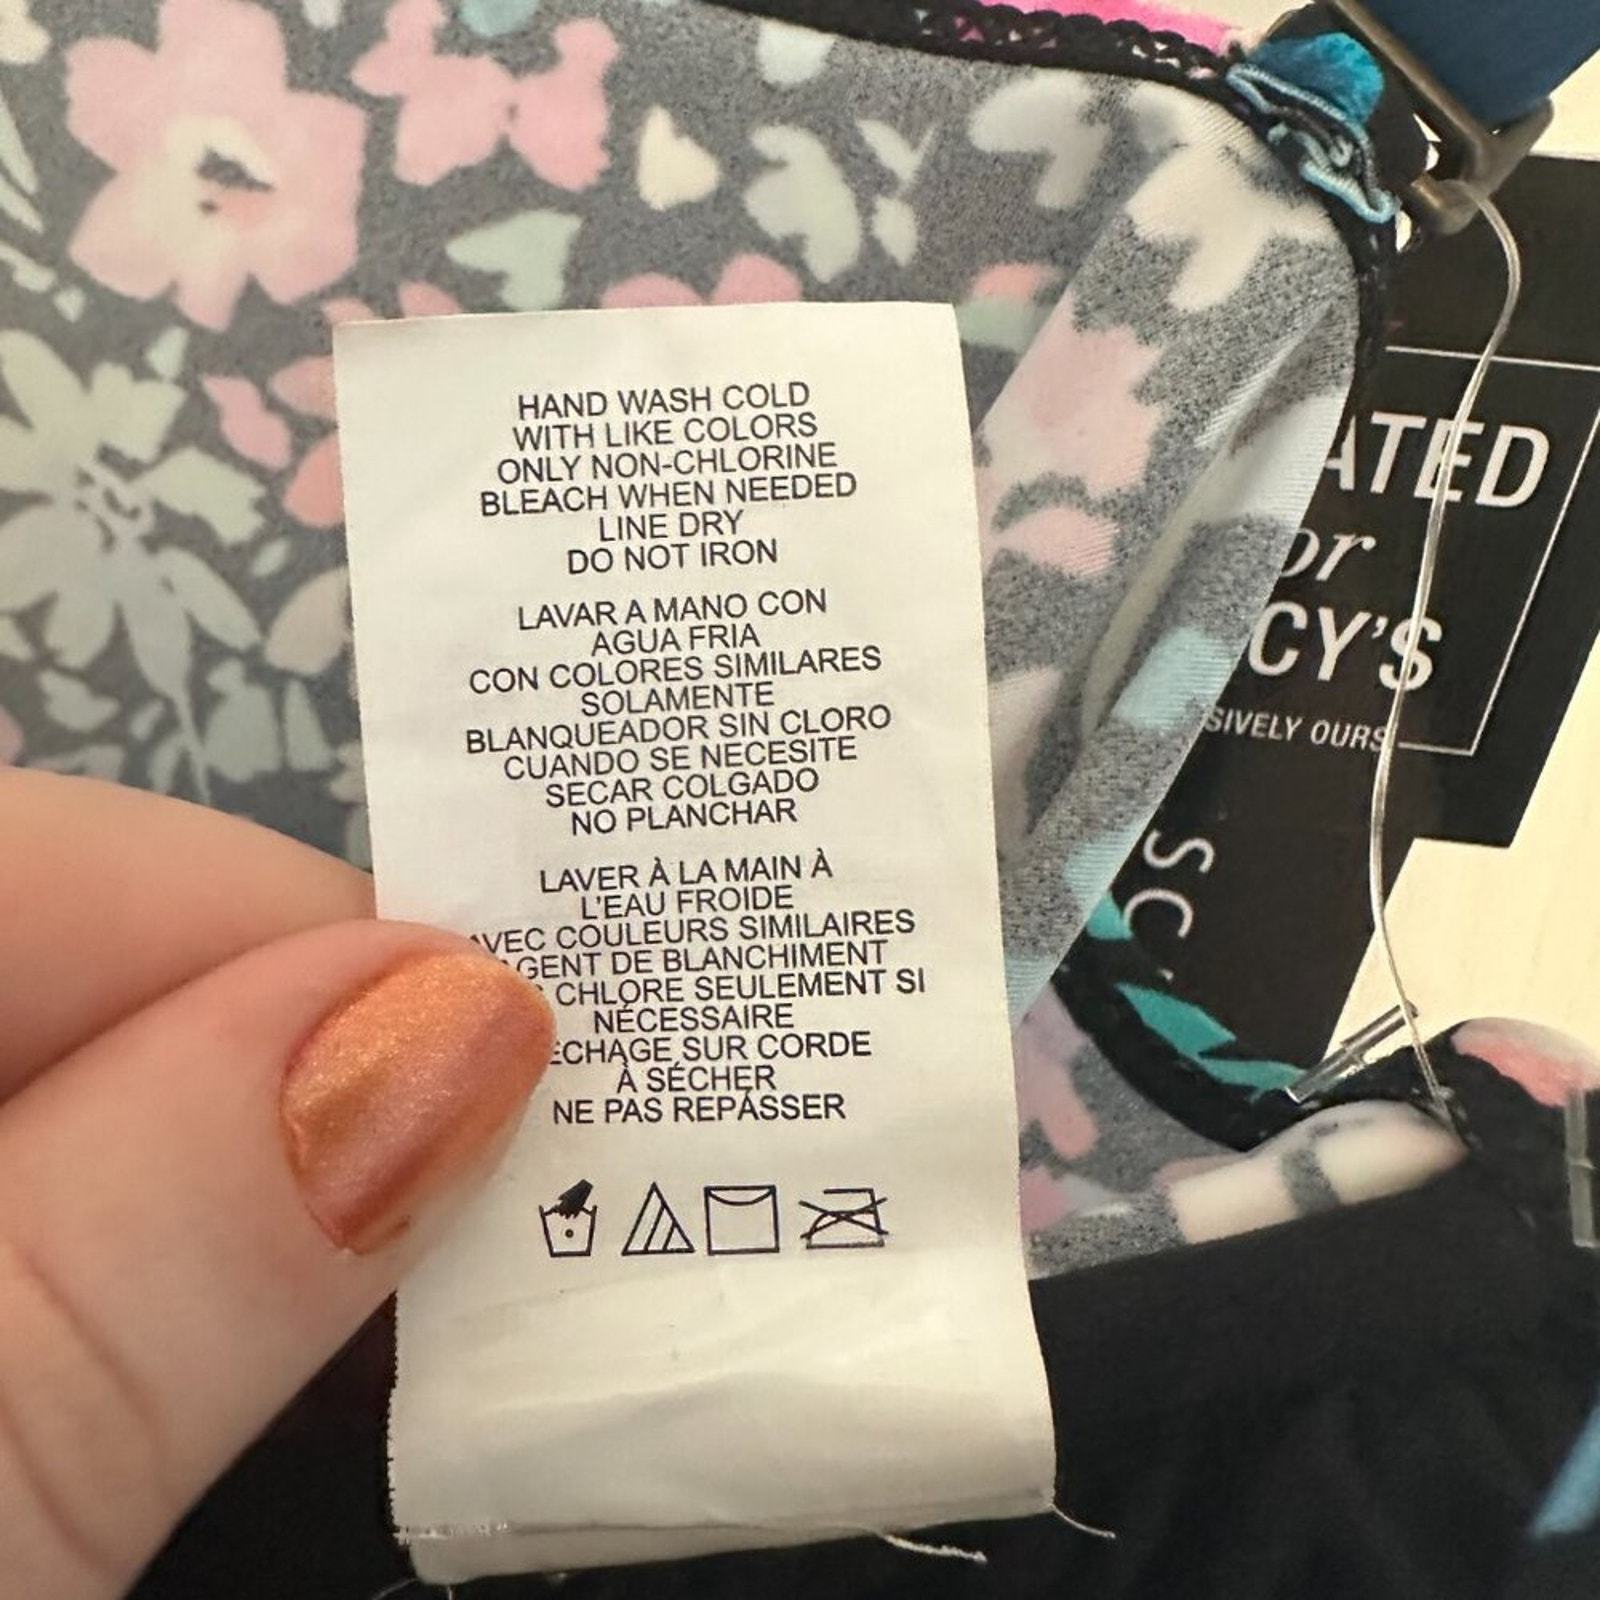 HAND WASH COLD
WITH LIKE COLORS
ONLY NON-CHLORINE
BLEACH WHEN NEEDED
LINE DRY
DO NOT IRON
LAVAR A MANO CON
AGUA FRIA
CON COLORES SIMILARES
SOLAMENTE
BLANQUEADOR SIN CLORO
CUANDO SE NECESITE
SECAR COLGADO
NO PLANCHAR
LAVER À LA MAIN À
L'EAU FROIDE
AVEC COULEURS SIMILAIRES
GENT DE BLANCHIMENT
CHLORE SEULEMENT SI
NÉCESSAIRE
ECHAGE SUR CORDE
À SÉCHER
NE PAS REPASSER
ATED
or
CY'S
SIVELY OURS
SC